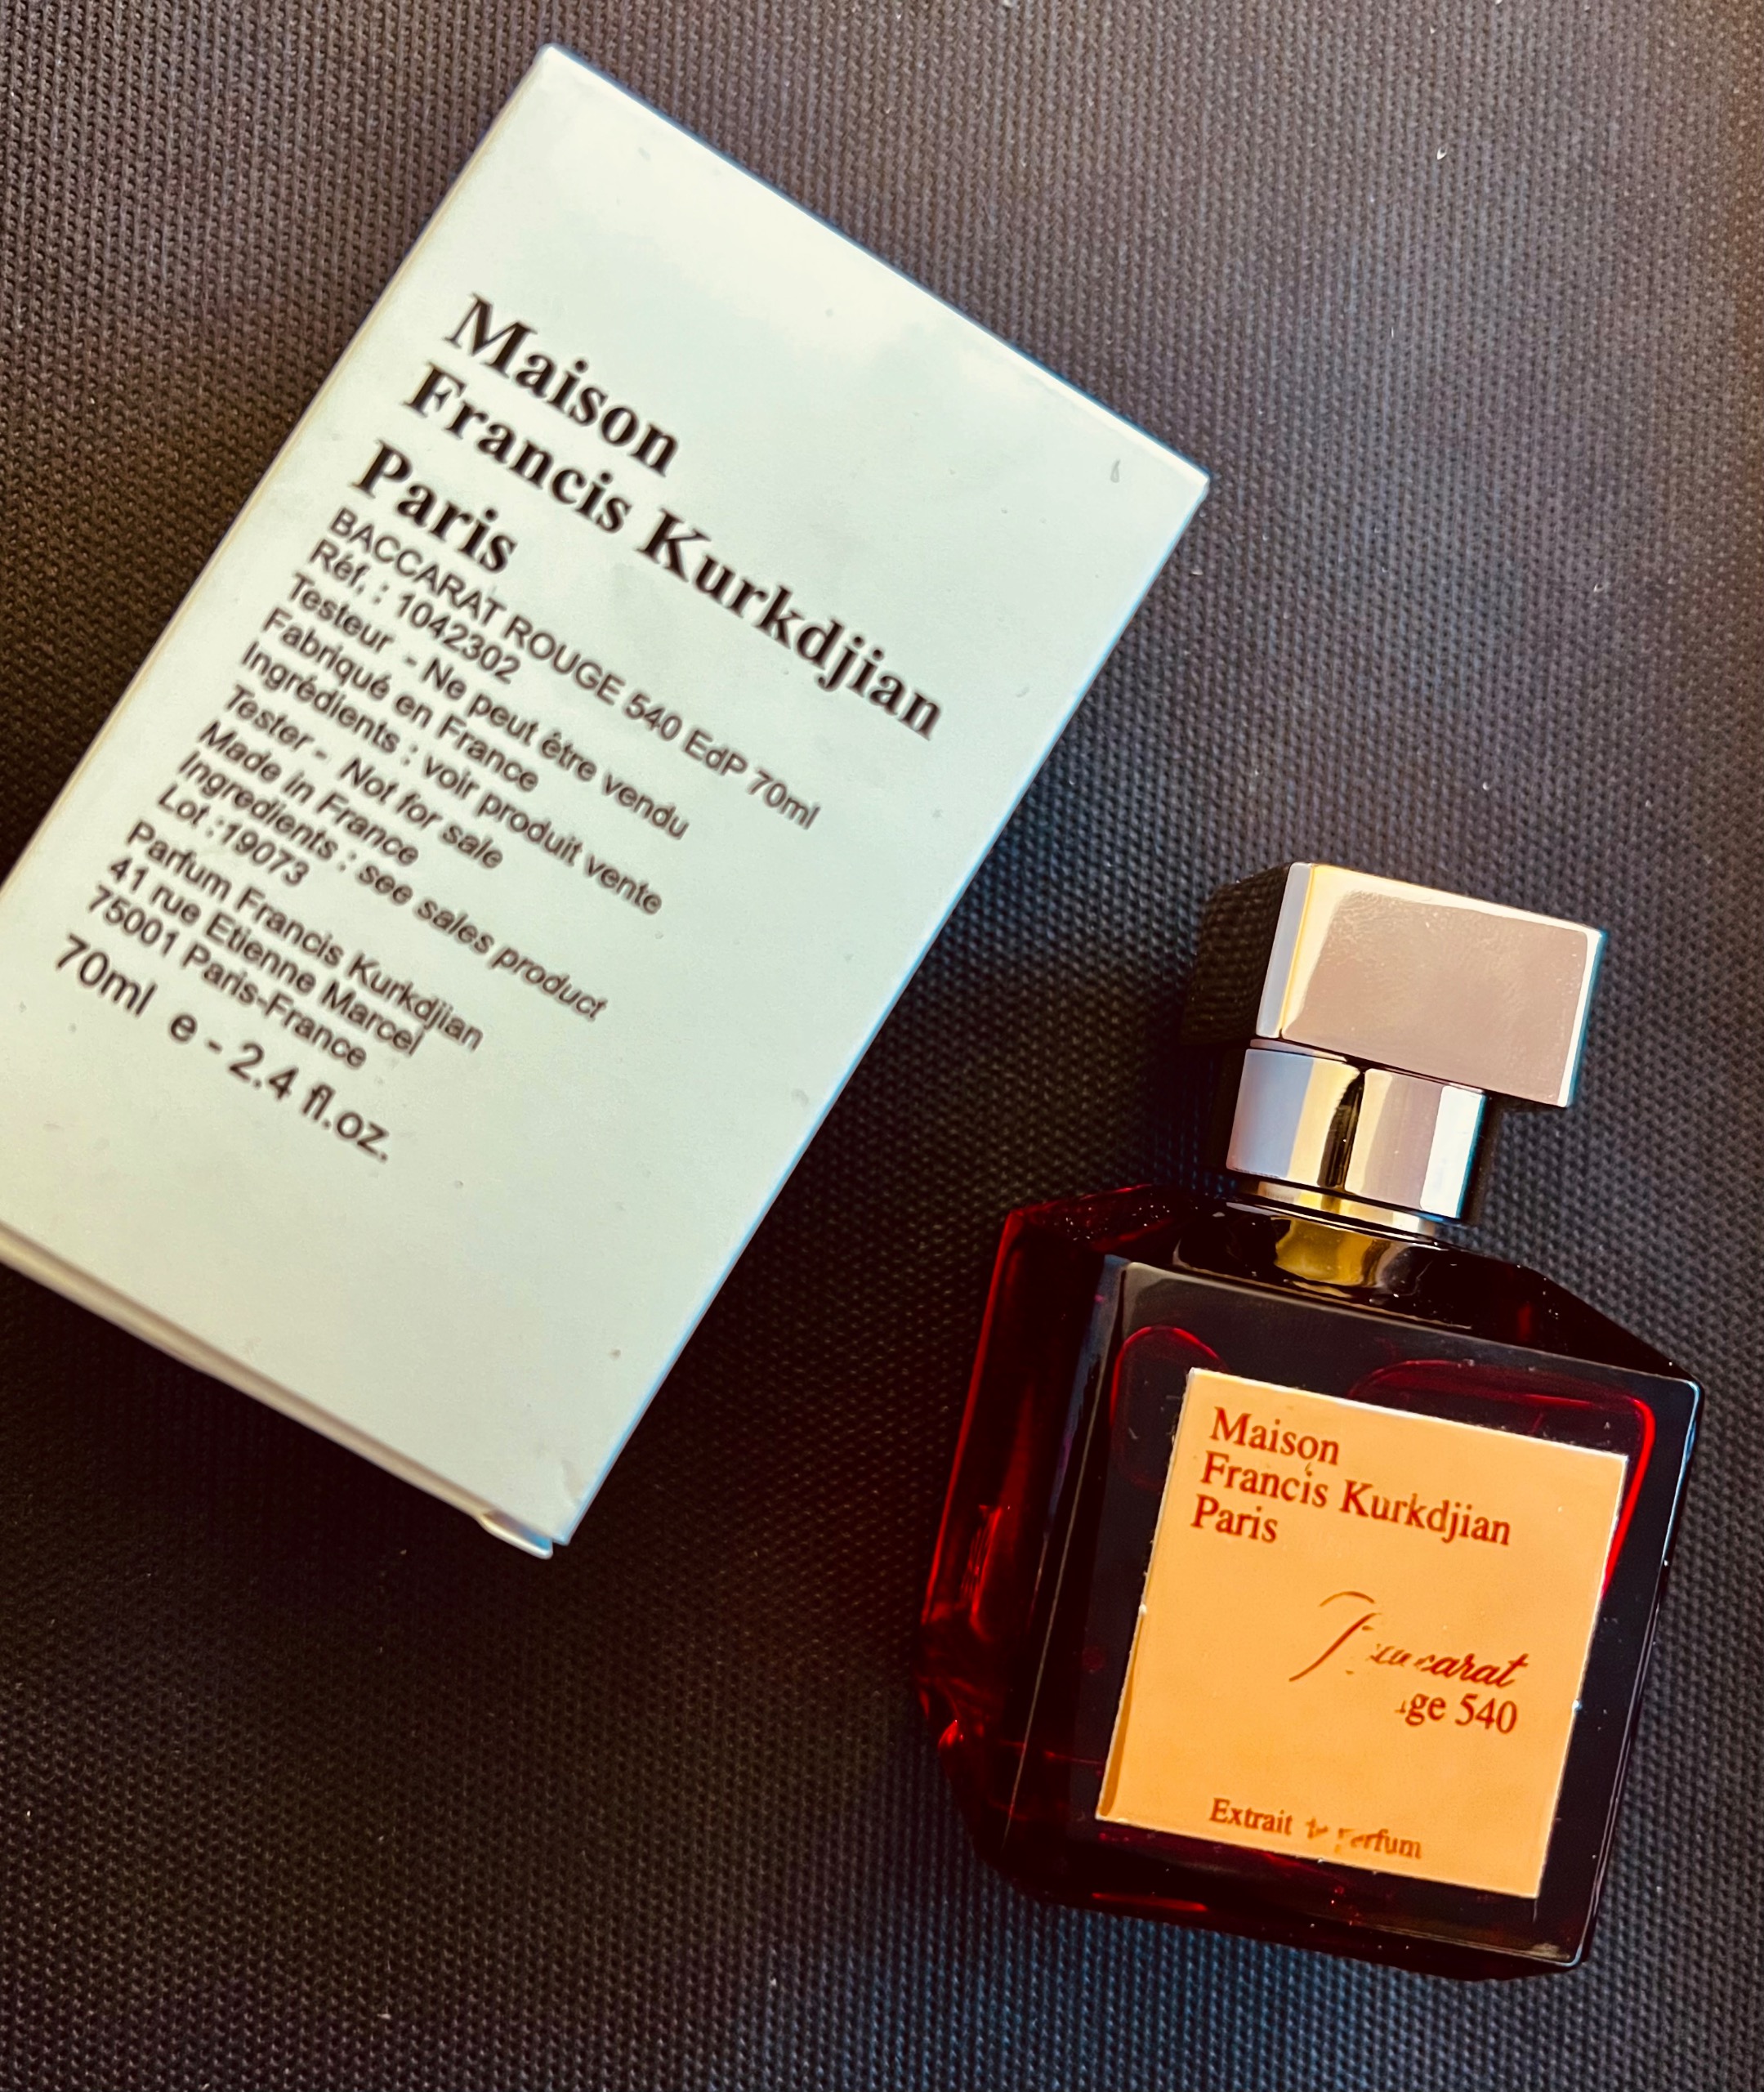 Maison
Francis Kurkdjian
Paris
BACCARAT ROUGE 540 EdP 70ml
Réf. : 1042302
Testeur - Ne peut être vendu
Fabriqué en France
Ingrédients : voir produit vente
Tester - Not for sale
Made in France
Ingredients : see sales product
Lot :19073
Parfum Francis Kurkdjian
41 rue Etienne Marcel
75001 Paris-France
70ml e - 2.4 fl.oz.
Maison
Francis Kurkdjian
Paris
540
Extrait